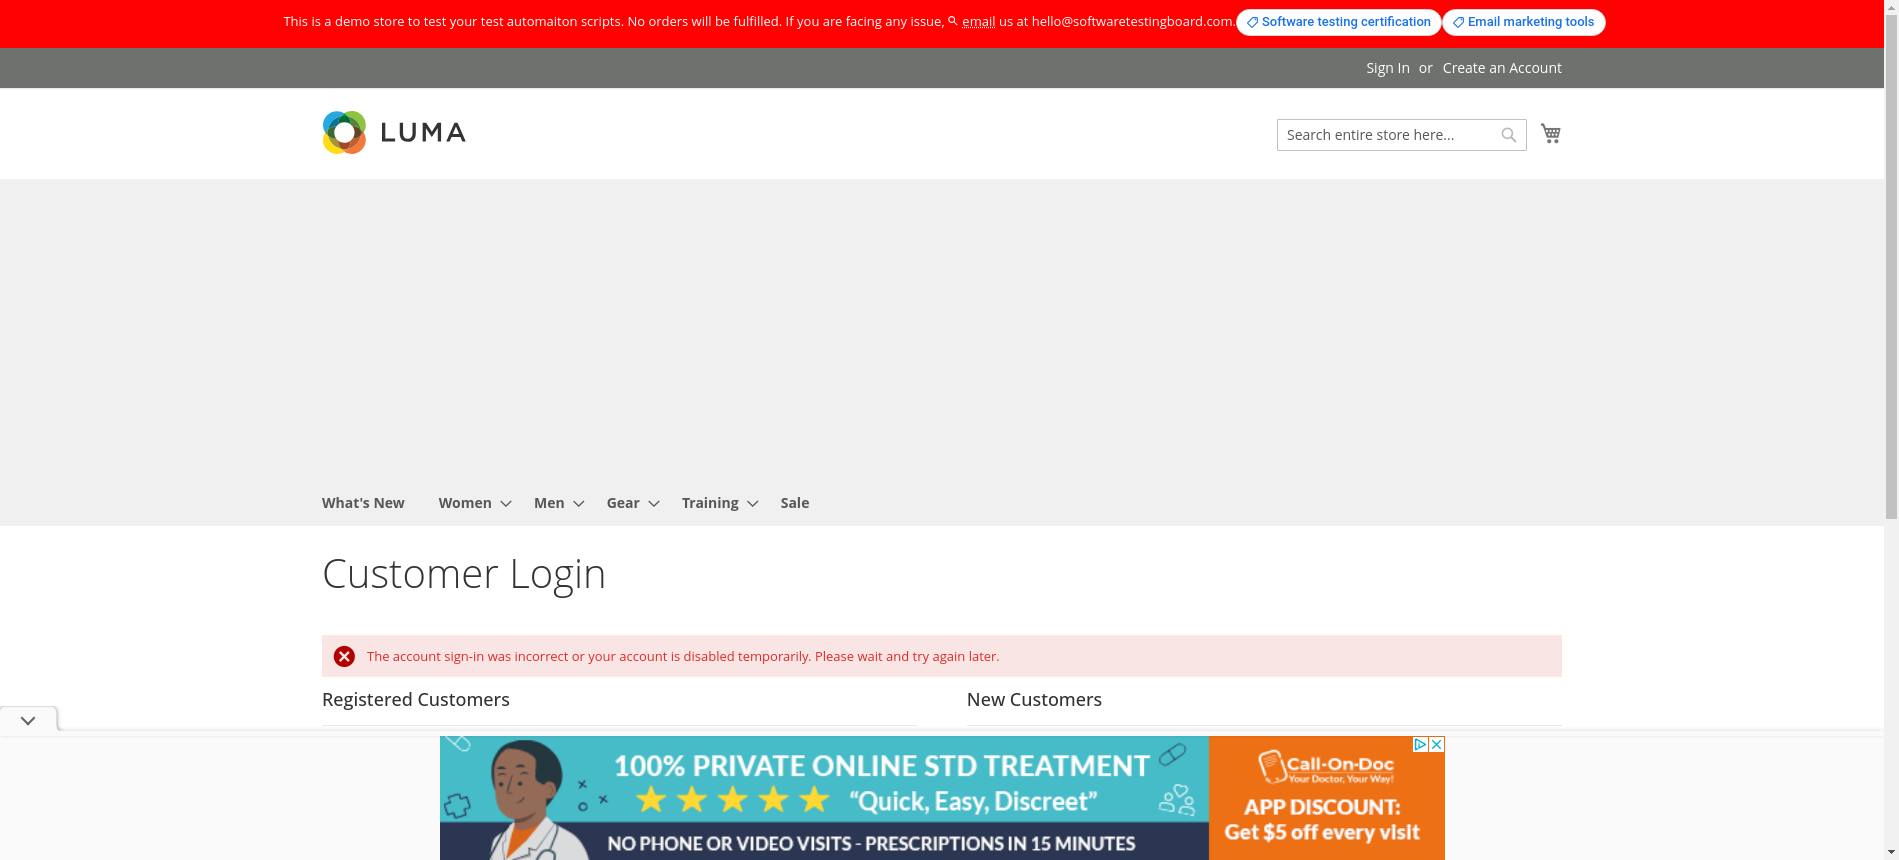 This is a demo store to test your test automaiton scripts. No orders will be fulfilled. If you are facing any issue, email us at hello@softwaretestingboard.com. Software testing certification Email marketing tools
Sign In or Create an Account
LUMA
Search entire store here...
What's New Women Men Gear Training Sale
Customer Login
The account sign-in was incorrect or your account is disabled temporarily. Please wait and try again later.
Registered Customers
New Customers
100% PRIVATE ONLINE STD TREATMENT
“Quick, Easy, Discreet”
NO PHONE OR VIDEO VISITS - PRESCRIPTIONS IN 15 MINUTES
Call-On-Doc
Your Doctor, Your Way!
APP DISCOUNT:
Get $5 off every visit